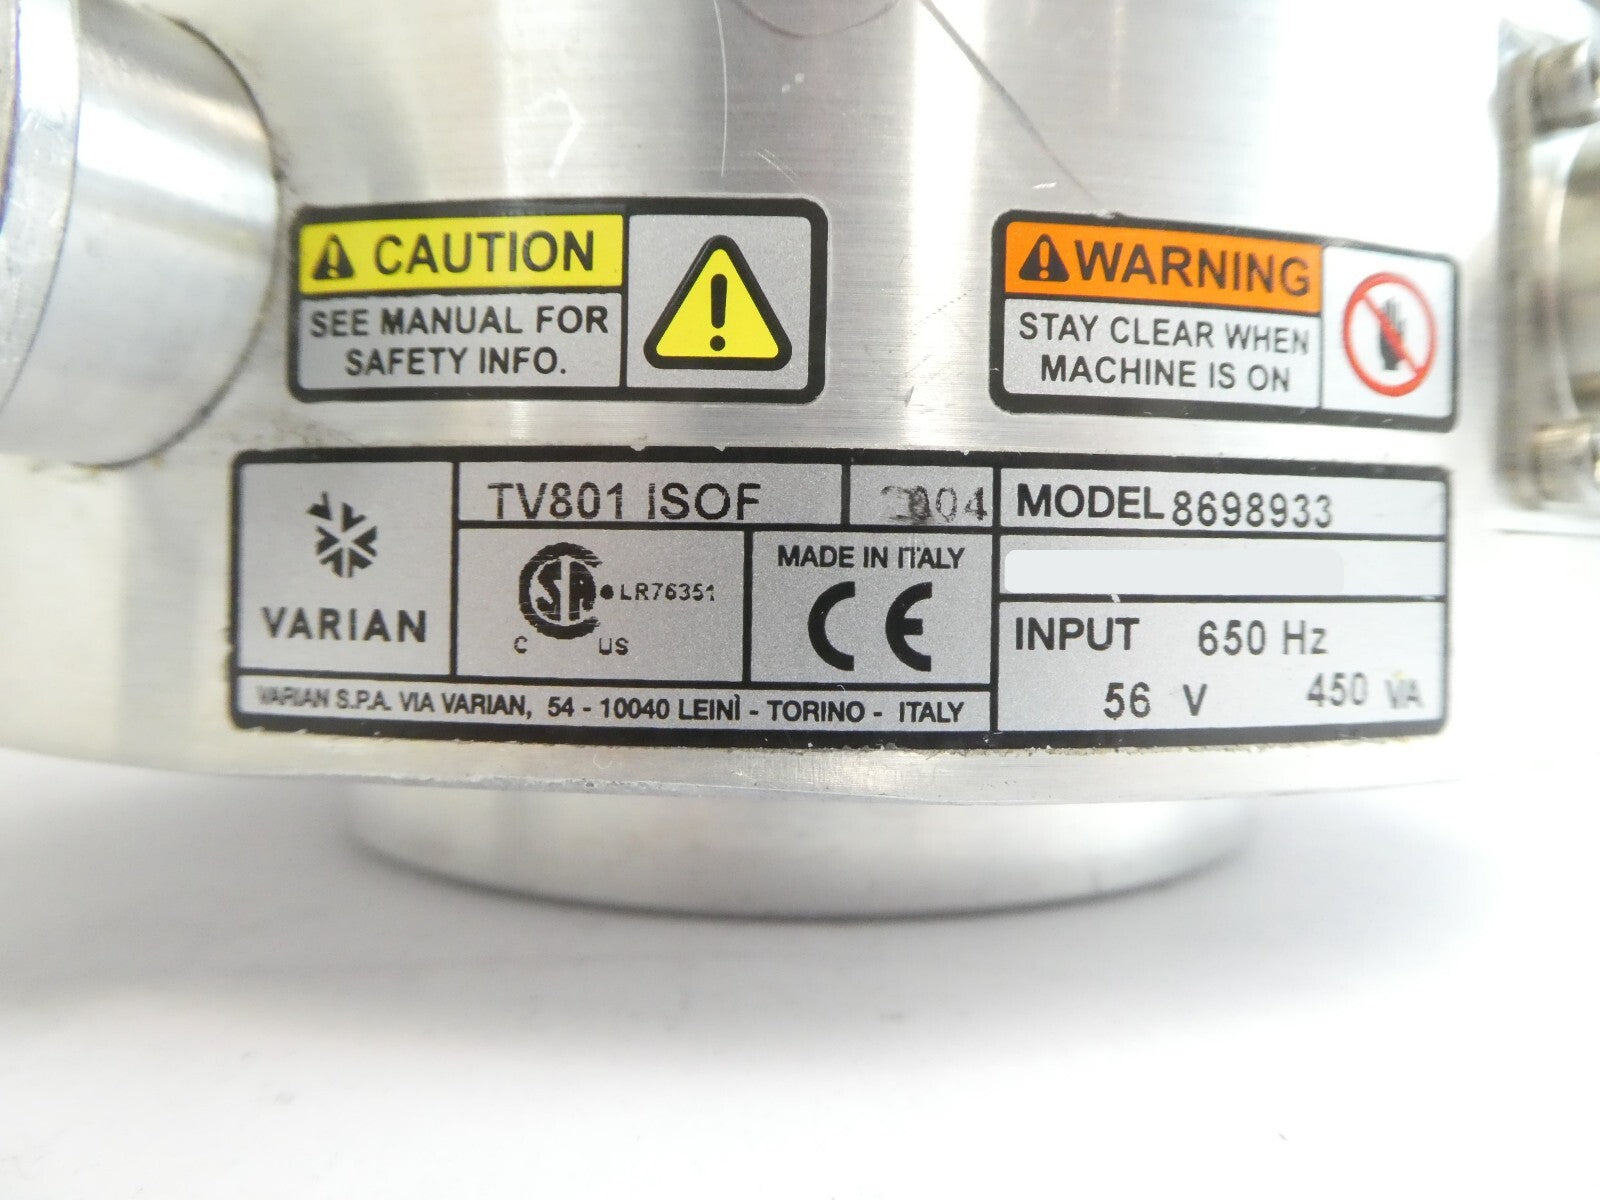 CAUTION
SEE MANUAL FOR
SAFETY INFO.
WARNING
STAY CLEAR WHEN
MACHINE IS ON
VARIAN
TV801 ISOF
MODEL 8698933
LR76351
C US
MADE IN ITALY
CE
INPUT 650 Hz
56 V 450 VA
VARIAN S.P.A. VIA VARIAN, 54 - 10040 LEINÌ - TORINO - ITALY